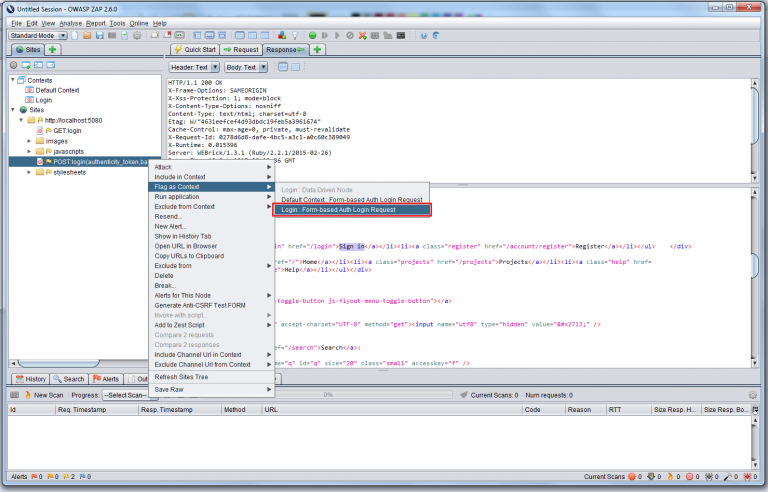 Untitled Session - OWASP ZAP 2.6.0
File Edit View Analyse Report Tools Online Help
Standard Mode
Sites
Quick Start Request Response
Header: Text Body: Text
Contexts
Default Context
Login
Sites
http://localhost:5080
GET:login
images
javascripts
POST:login(authenticity_token,ba
stylesheets
HTTP/1.1 200 OK
X-Frame-Options: SAMEORIGIN
X-Xss-Protection: 1; mode=block
X-Content-Type-Options: nosniff
Content-Type: text/html; charset=utf-8
Etag: W/"4631eefcef4d93dbdc19feb5a3961674"
Cache-Control: max-age=0, private, must-revalidate
X-Request-Id: 0278d6d8-dafe-4bc5-a3c1-a0c60c389049
X-Runtime: 0.015396
Server: WEBrick/1.3.1 (Ruby/2.2.1/2015-02-26)
36 GMT
Attack
Include in Context
Flag as Context
Run application
Exclude from Context
Resend...
New Alert...
Show in History Tab
Open URL in Browser
Copy URLs to Clipboard
Exclude from
Delete
Break...
Alerts for This Node
Generate Anti-CSRF Test FORM
Invoke with script...
Add to Zest Script
Compare 2 requests
Compare 2 responses
Include Channel Url in Context
Exclude Channel Url from Context
Refresh Sites Tree
Save Raw
Login : Data Driven Node
Default Context : Form-based Auth Login Request
Login : Form-based Auth Login Request
in" href="/login">Sign in</a></li><li><a class="register" href="/account/register">Register</a></li></ul> </div>
="/">Home</a></li><li><a class="projects" href="/projects">Projects</a></li><li><a class="help" href=
">Help</a></li></ul></div>
toggle-button js-flyout-menu-toggle-button"></a>
accept-charset="UTF-8" method="get"><input name="utf8" type="hidden" value="&#x2713;" />
="/search">Search</a>:
="q" id="q" size="20" class="small" accesskey="f" />
History Search Alerts Out
New Scan Progress: --Select Scan-- 0% Current Scans: 0 Num requests: 0
Id Req. Timestamp Resp. Timestamp Method URL Code Reason RTT Size Resp. H... Size Resp. Bo...
Alerts 0 0 2 0 Current Scans 0 0 0 0 0 0 0